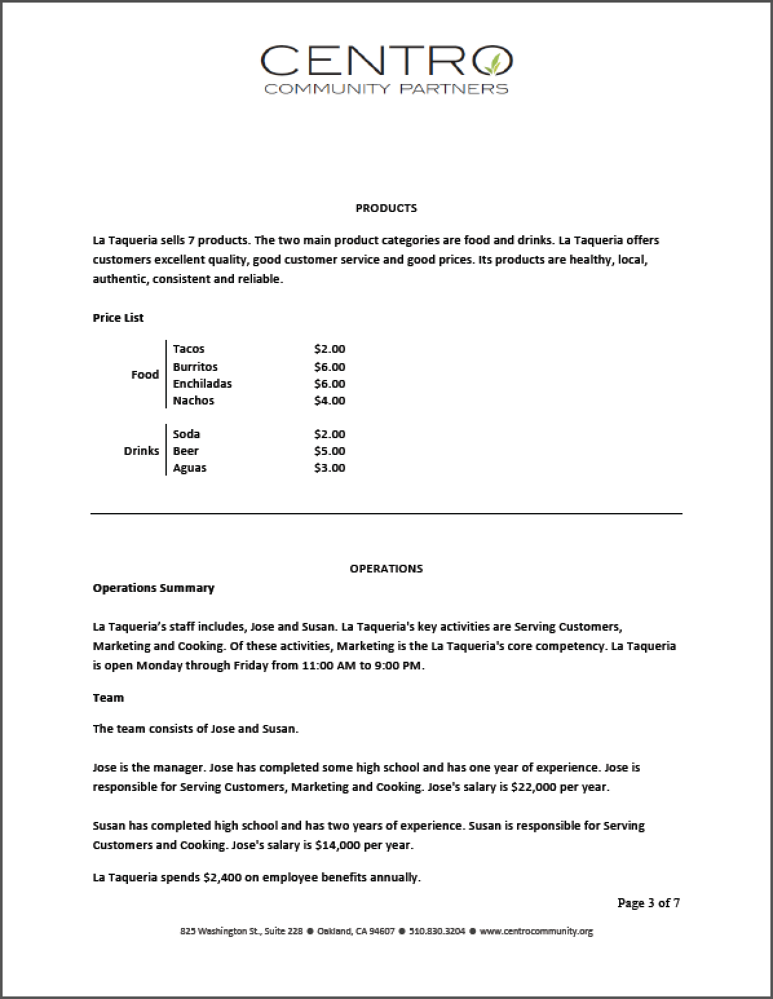 CENTRO
COMMUNITY PARTNERS
PRODUCTS
La Taqueria sells 7 products. The two main product categories are food and drinks. La Taqueria offers
customers excellent quality, good customer service and good prices. Its products are healthy, local,
authentic, consistent and reliable.
Price List
Food
Tacos $2.00
Burritos $6.00
Enchiladas $6.00
Nachos $4.00
Drinks
Soda $2.00
Beer $5.00
Aguas $3.00
OPERATIONS
Operations Summary
La Taqueria's staff includes, Jose and Susan. La Taqueria's key activities are Serving Customers,
Marketing and Cooking. Of these activities, Marketing is the La Taqueria's core competency. La Taqueria
is open Monday through Friday from 11:00 AM to 9:00 PM.
Team
The team consists of Jose and Susan.
Jose is the manager. Jose has completed some high school and has one year of experience. Jose is
responsible for Serving Customers, Marketing and Cooking. Jose's salary is $22,000 per year.
Susan has completed high school and has two years of experience. Susan is responsible for Serving
Customers and Cooking. Jose's salary is $14,000 per year.
La Taqueria spends $2,400 on employee benefits annually.
Page 3 of 7
825 Washington St., Suite 228 ● Oakland, CA 94607 ● 510.830.3204 ● www.centrocommunity.org